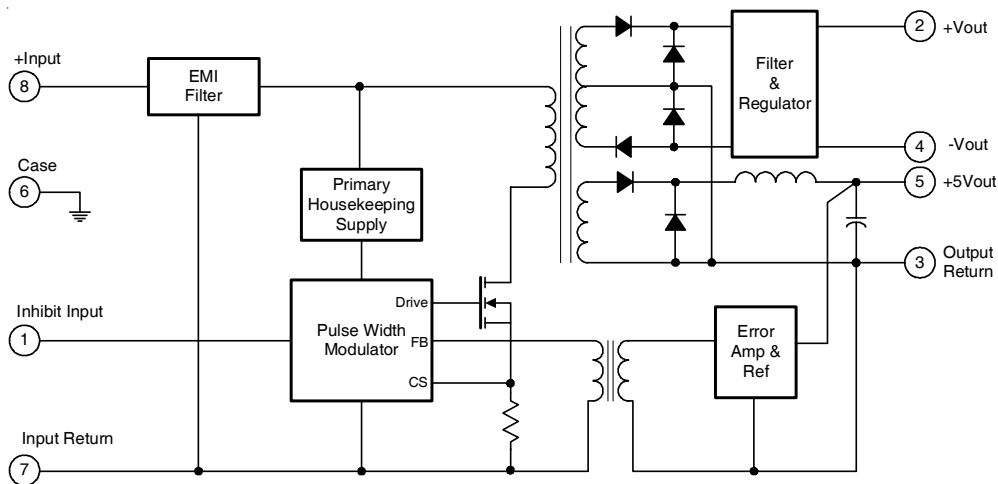 +Input
8
EMI
Filter
Case
6
Primary
Housekeeping
Supply
Inhibit Input
1
Pulse Width
Modulator
Drive
FB
CS
Input Return
7
Filter
&
Regulator
2
+Vout
4
-Vout
5
+5Vout
3
Output
Return
Error
Amp &
Ref